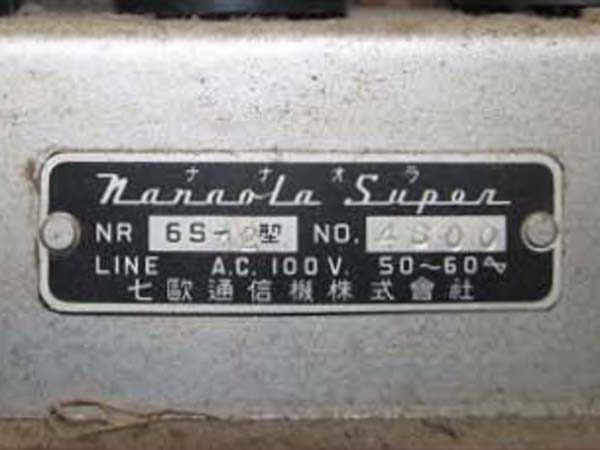 ナナオラ
Nanaola Super
NR 6S- 型 NO.
LINE A.C. 100 V. 50~60∿
七歐通信機株式會社